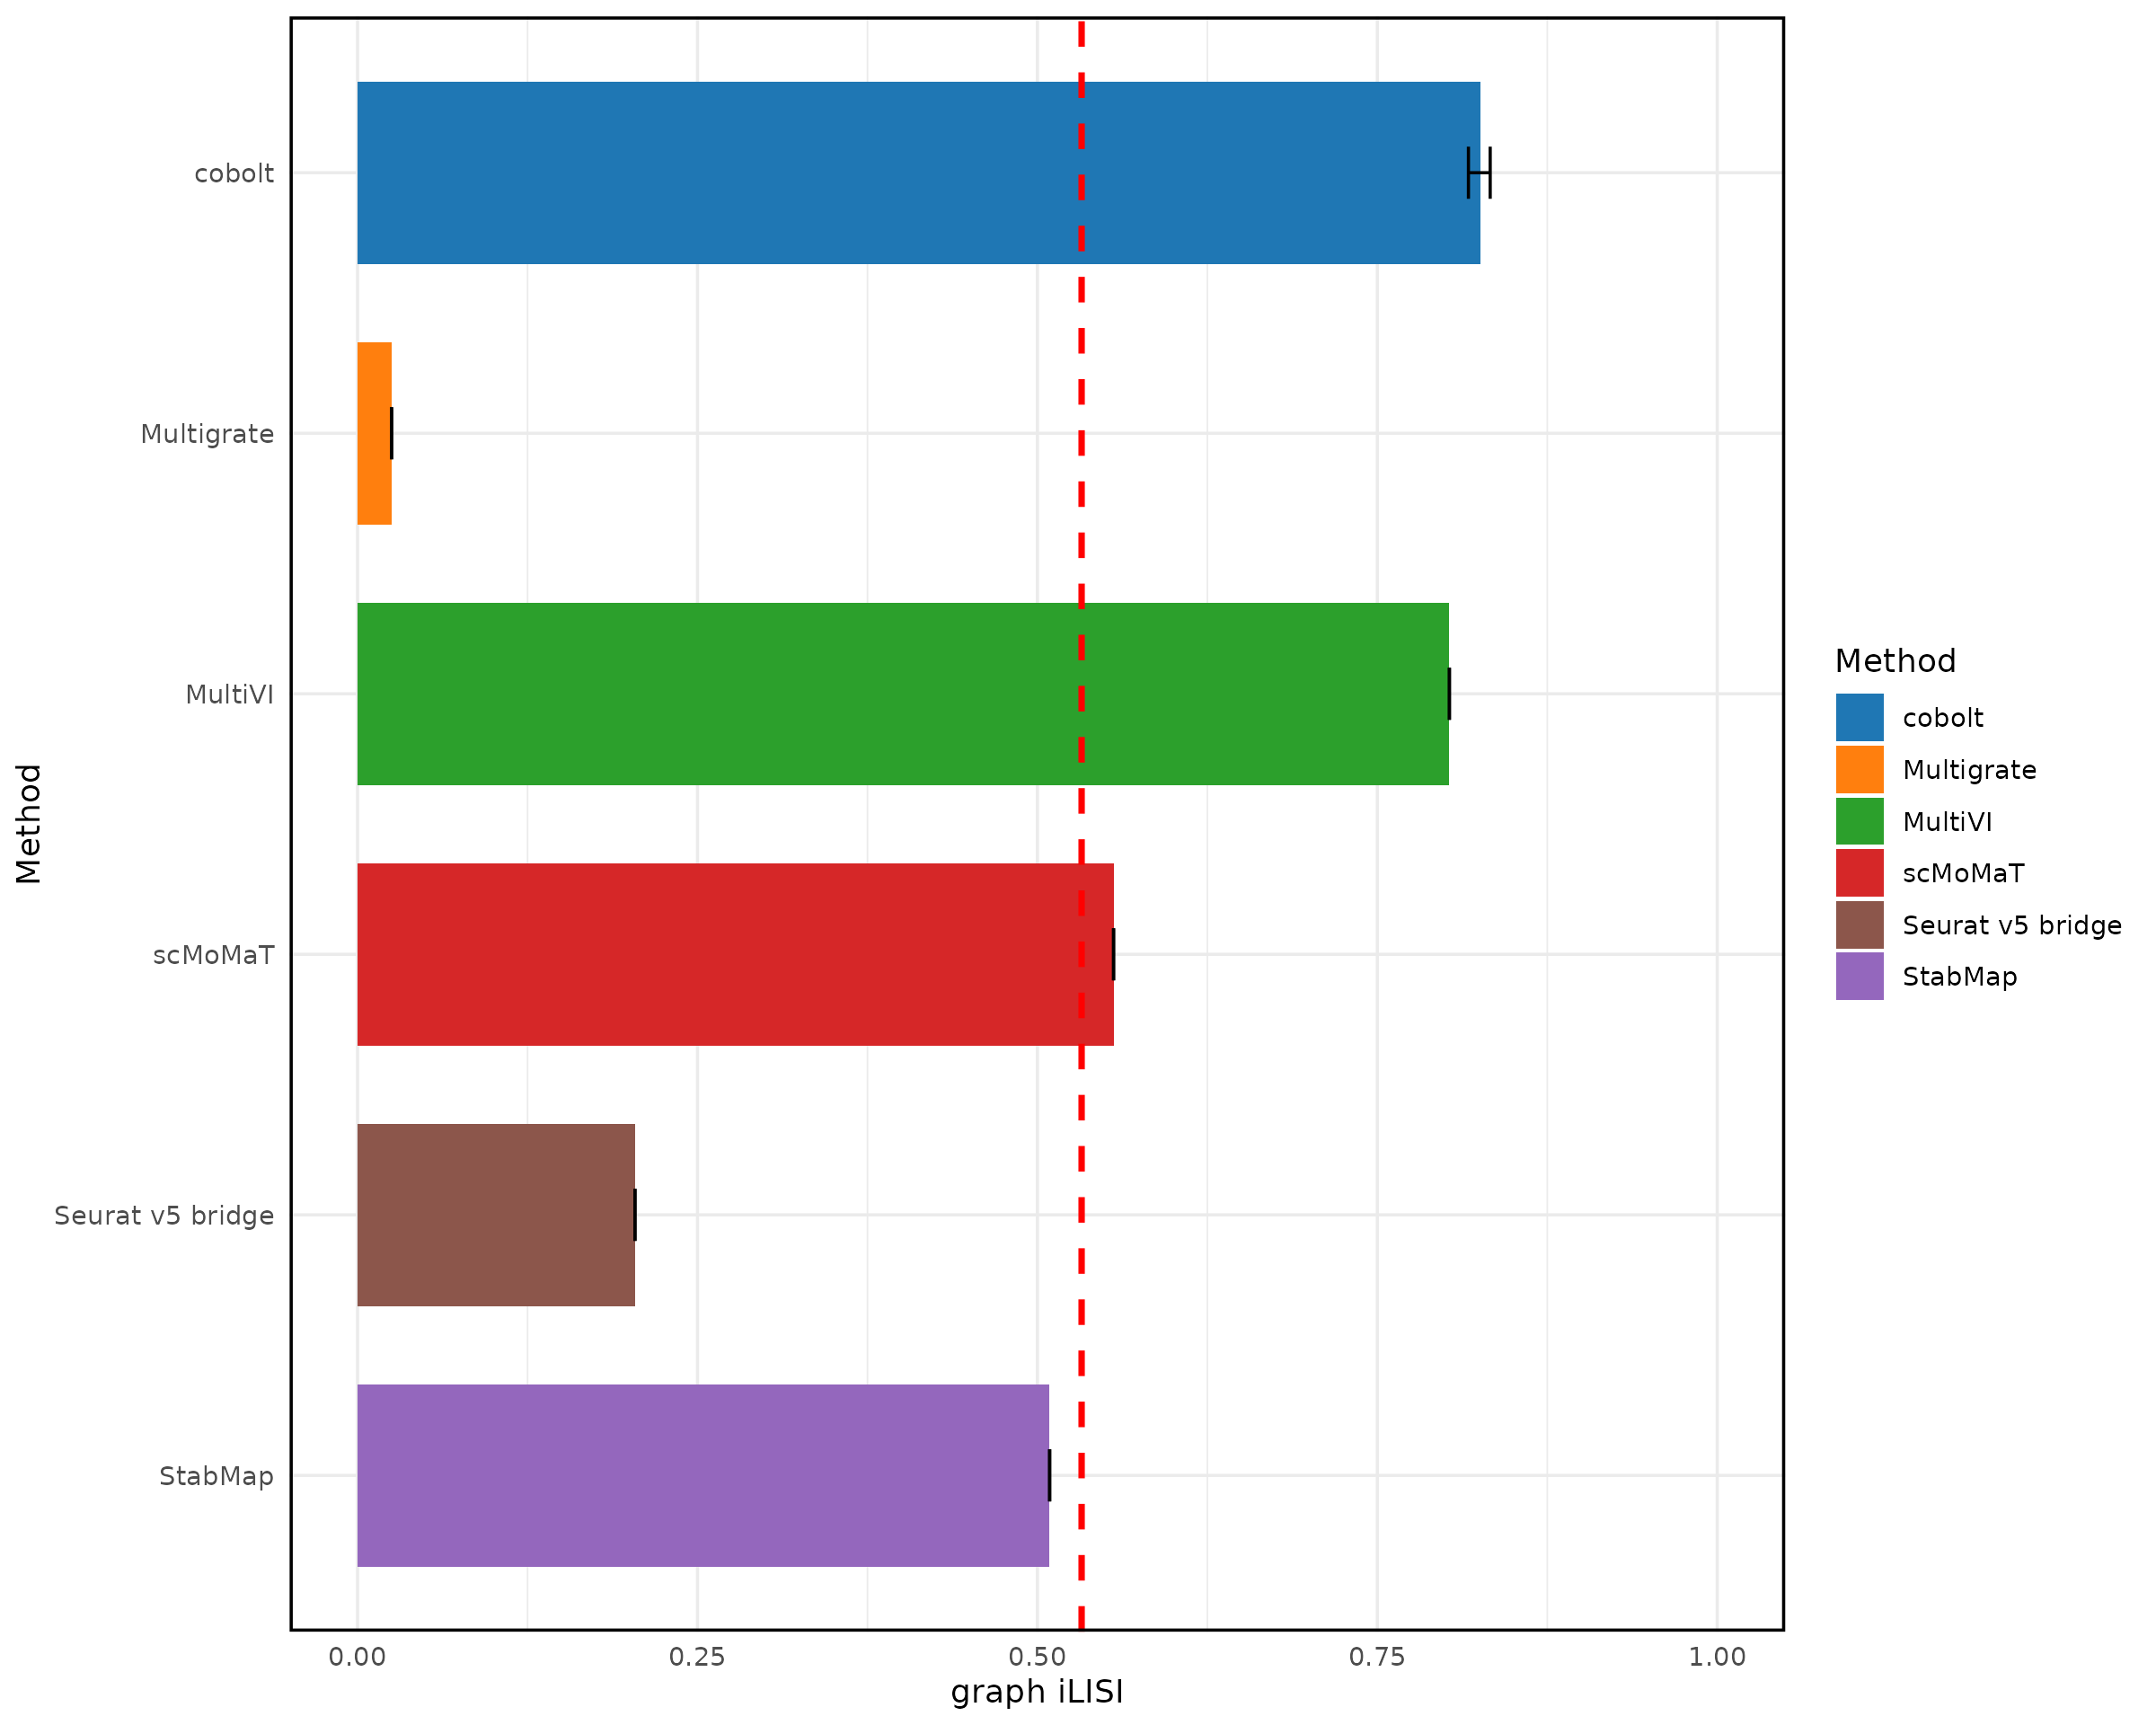 Method
cobolt
Multigrate
MultiVI
scMoMaT
Seurat v5 bridge
StabMap
0.00
0.25
0.50
0.75
1.00
graph iLISI
Method
cobolt
Multigrate
MultiVI
scMoMaT
Seurat v5 bridge
StabMap